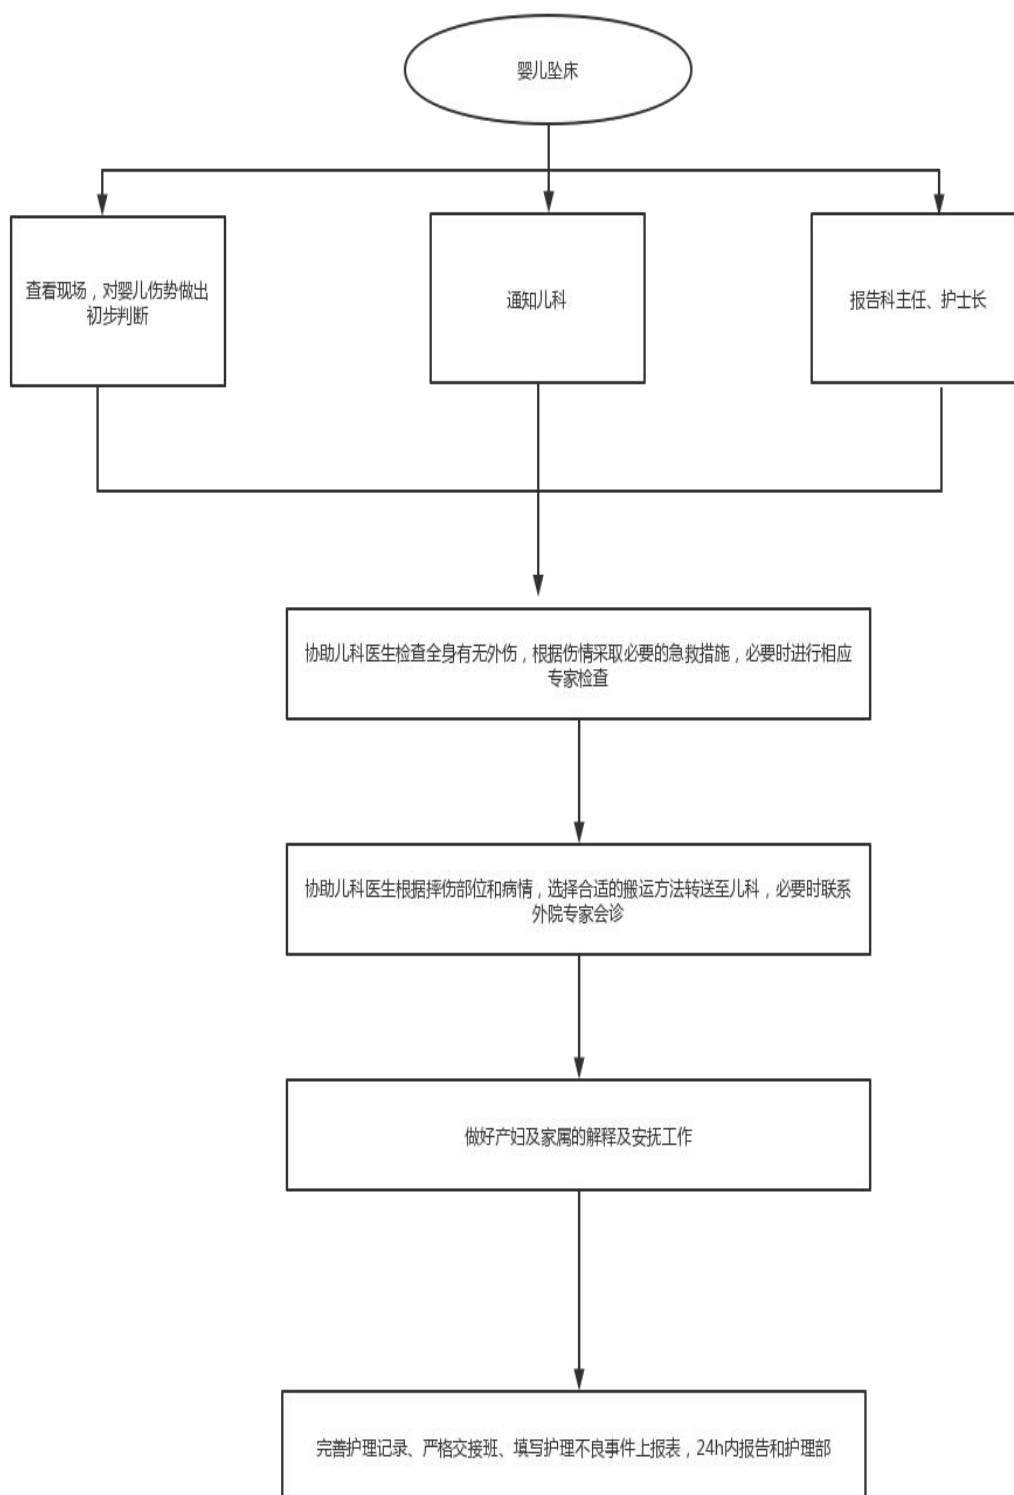 婴儿坠床
查看现场，对婴儿伤势做出
初步判断
通知儿科
报告科主任、护士长
协助儿科医生检查全身有无外伤，根据伤情采取必要的急救措施，必要时进行相应
专家检查
协助儿科医生根据摔伤部位和病情，选择合适的搬运方法转送至儿科，必要时联系
外院专家会诊
做好产妇及家属的解释及安抚工作
完善护理记录、严格交接班、填写护理不良事件上报表，24h内报告和护理部